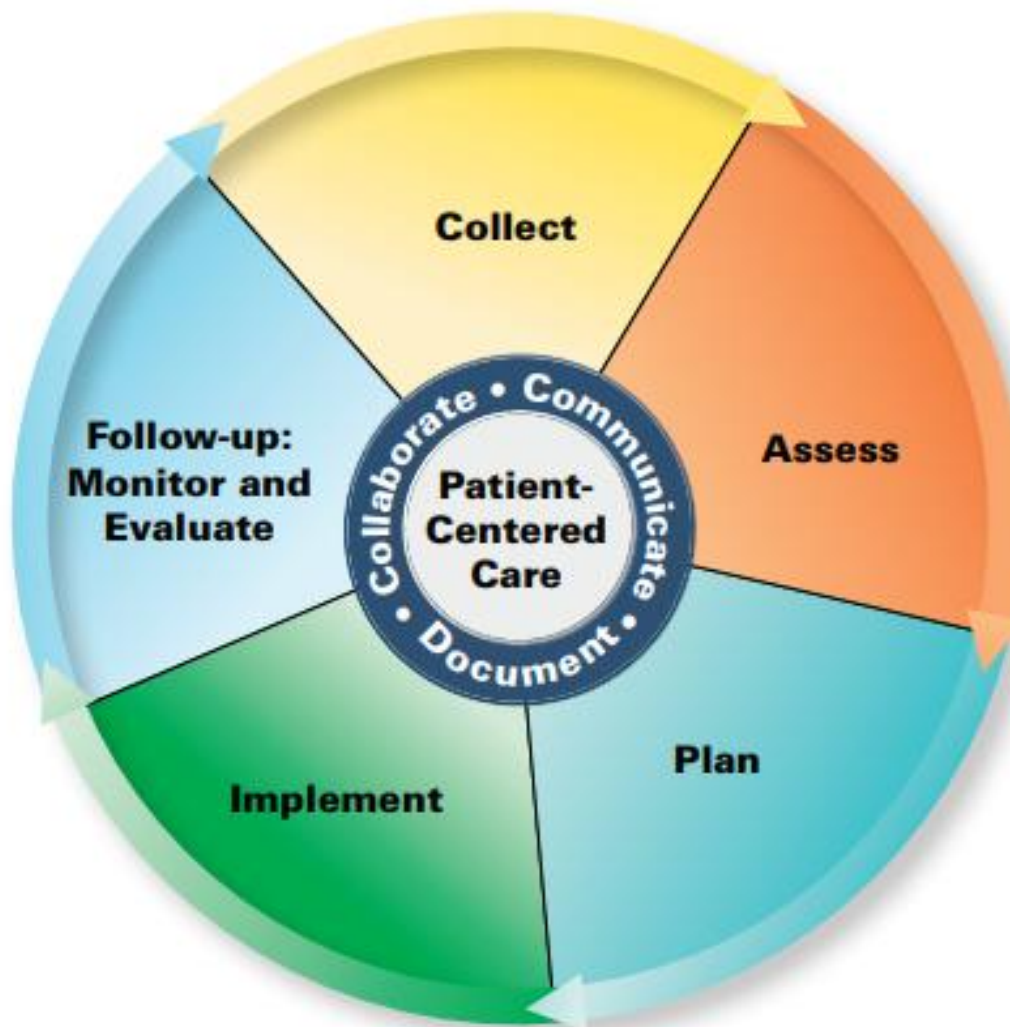 Collect
Assess
Plan
Implement
Follow-up:
Monitor and
Evaluate
Collaborate • Communicate • Document •
Patient-
Centered
Care